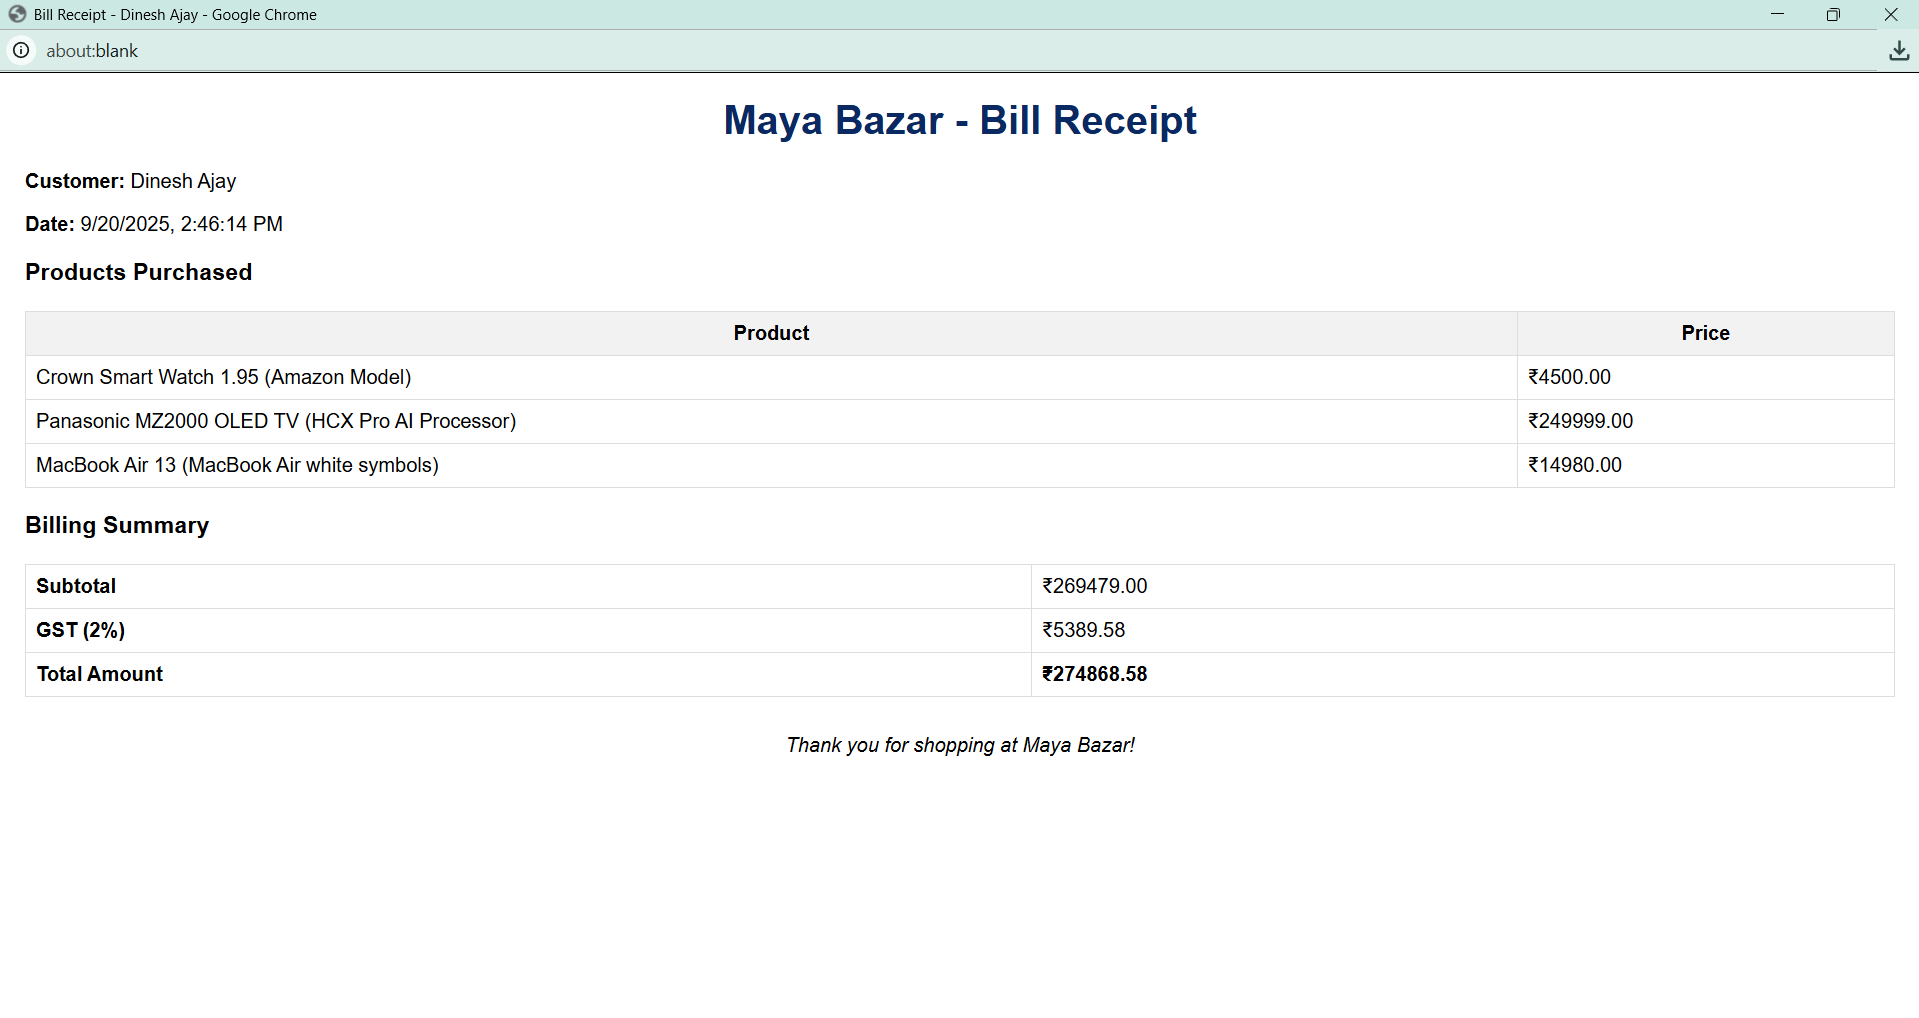 Bill Receipt - Dinesh Ajay - Google Chrome
about:blank
Maya Bazar - Bill Receipt
Customer: Dinesh Ajay
Date: 9/20/2025, 2:46:14 PM
Products Purchased
Product Price
Crown Smart Watch 1.95 (Amazon Model) ₹4500.00
Panasonic MZ2000 OLED TV (HCX Pro AI Processor) ₹249999.00
MacBook Air 13 (MacBook Air white symbols) ₹14980.00
Billing Summary
Subtotal ₹269479.00
GST (2%) ₹5389.58
Total Amount ₹274868.58
Thank you for shopping at Maya Bazar!